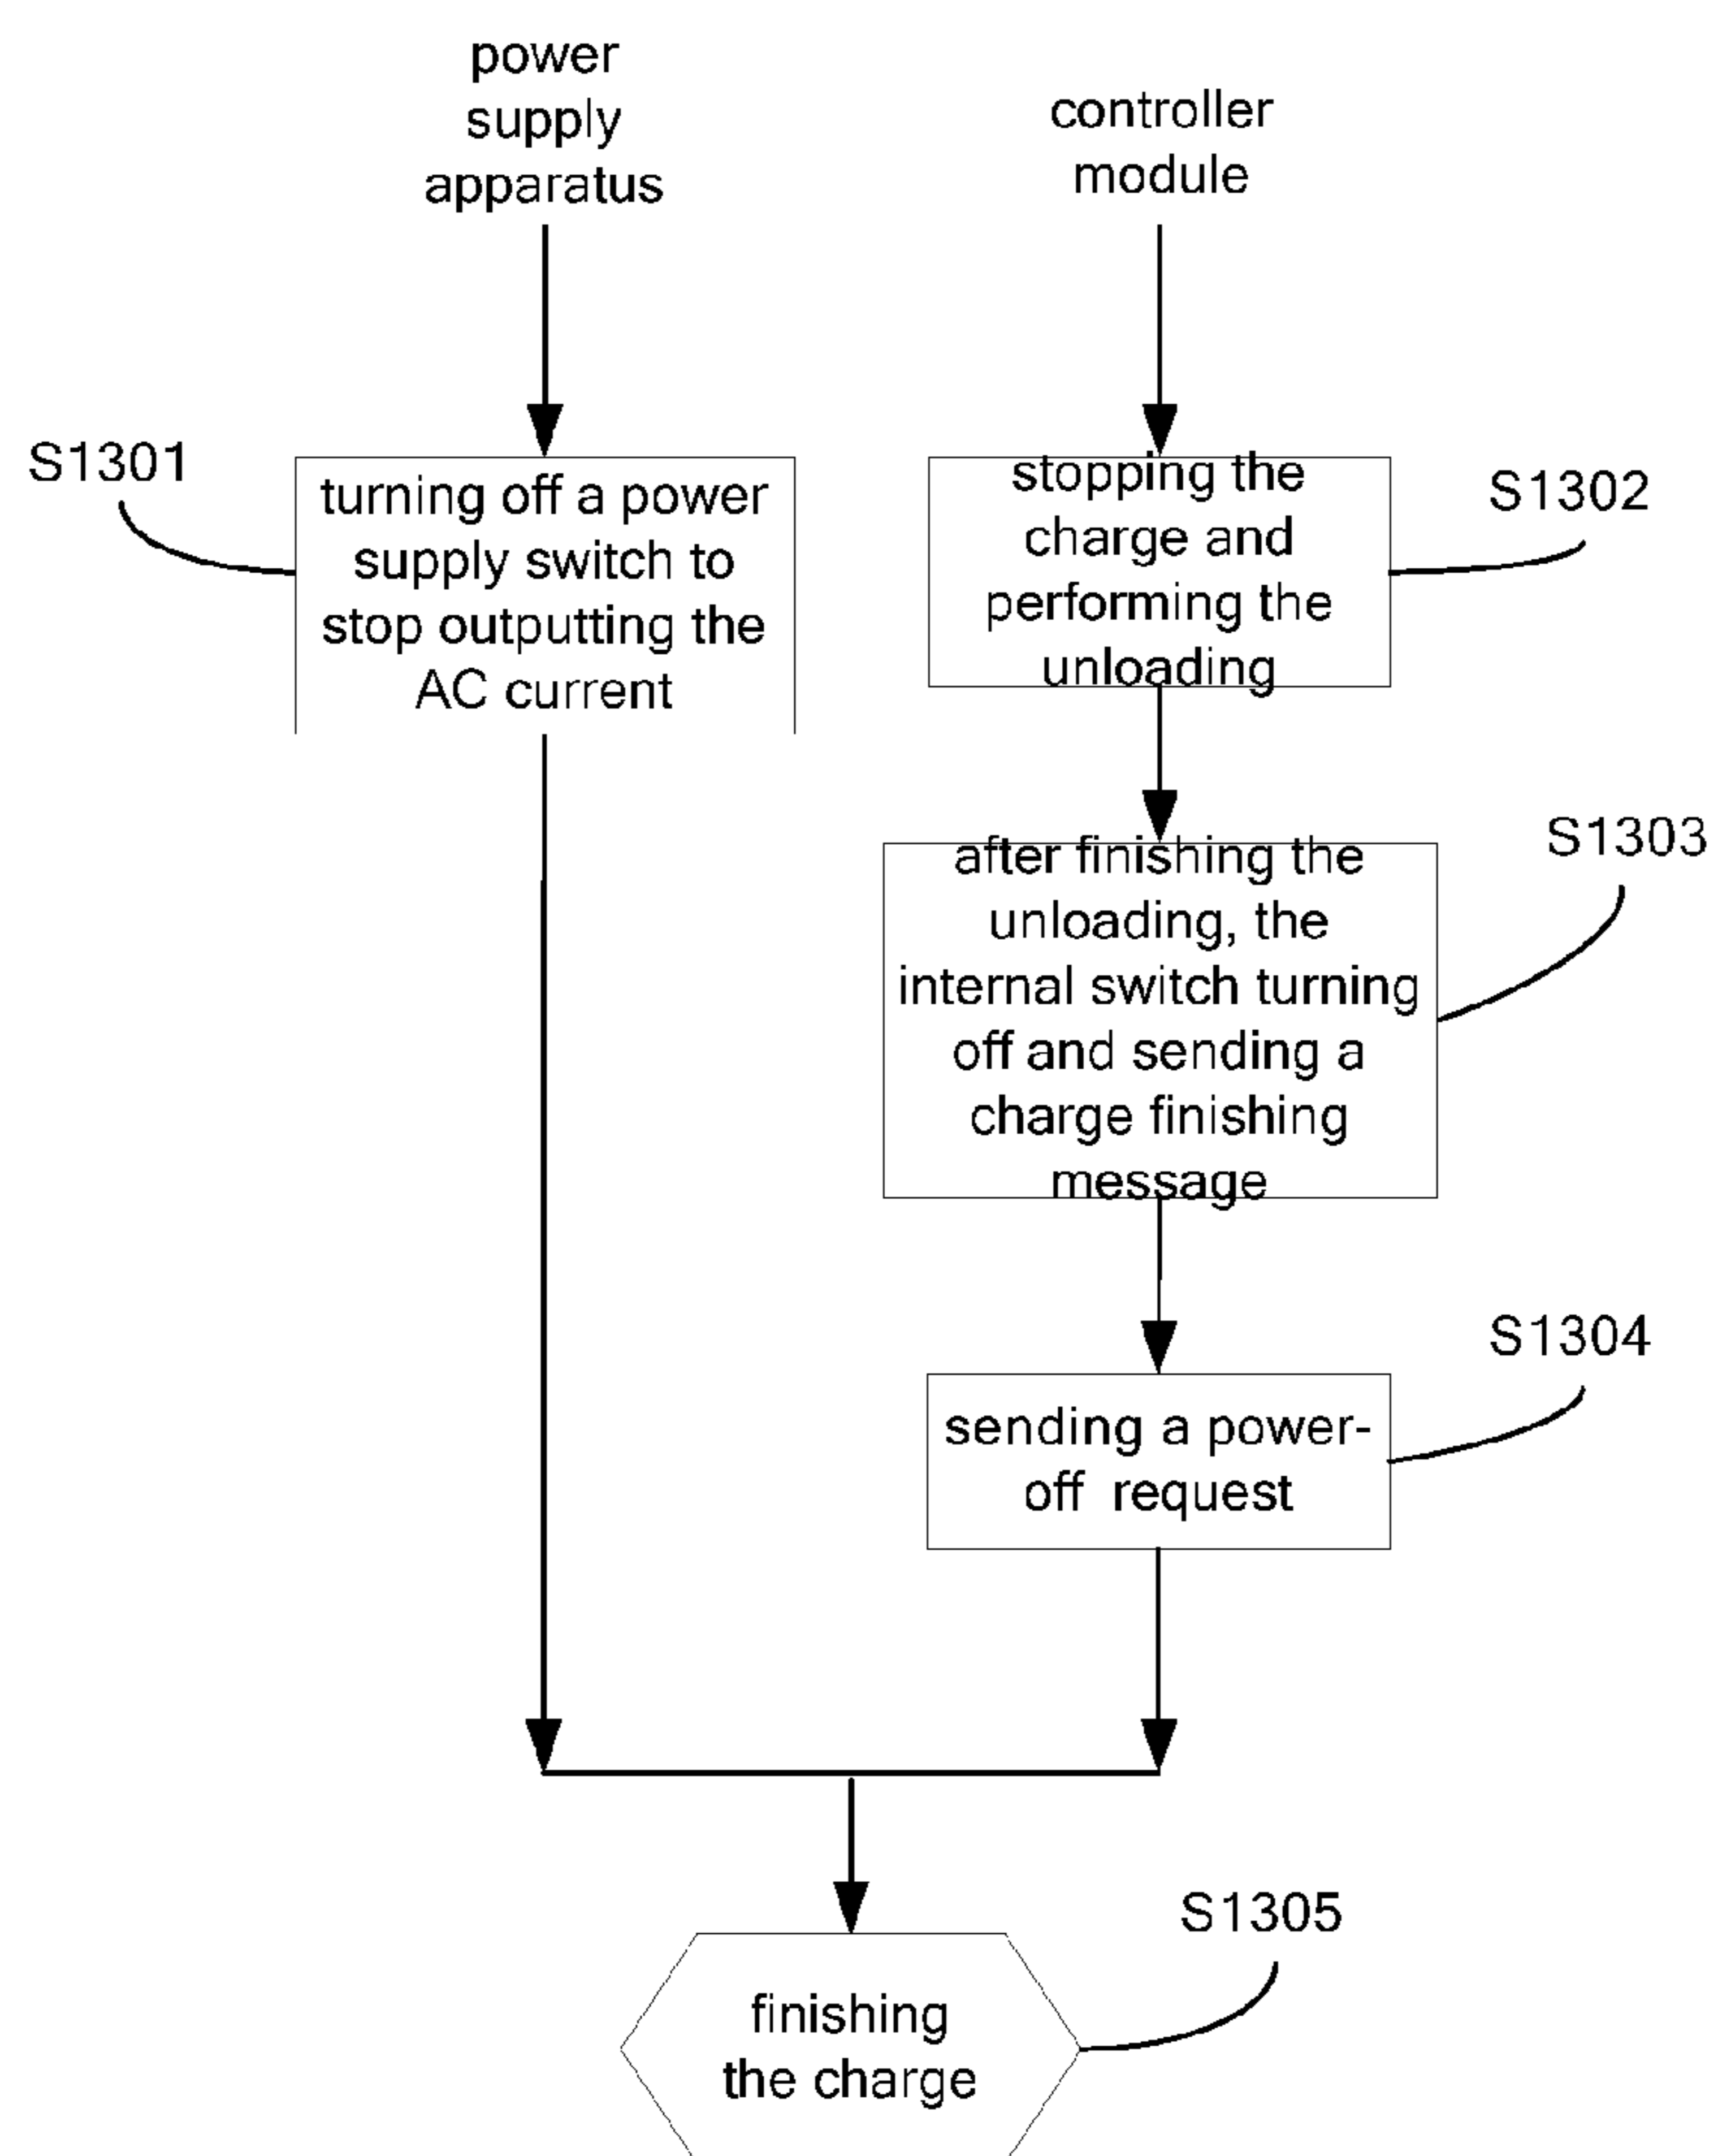 power
supply
apparatus
controller
module
S1301
turning off a power
supply switch to
stop outputting the
AC current
stopping the
charge and
performing the
unloading
S1302
after finishing the
unloading, the
internal switch turning
off and sending a
charge finishing
message
S1303
sending a power-
off request
S1304
finishing
the charge
S1305